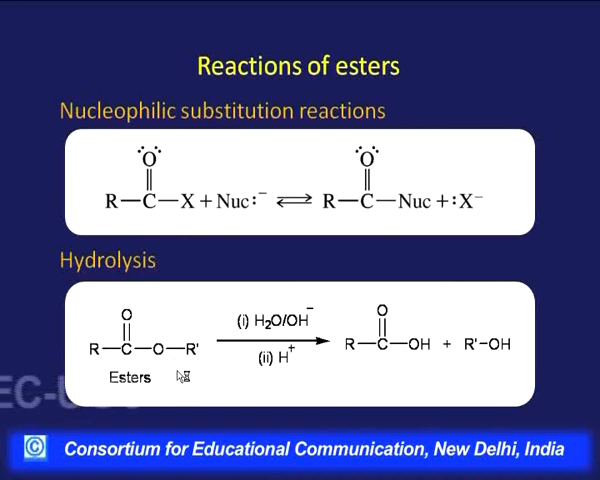 Reactions of esters
Nucleophilic substitution reactions
O
R—C—X + Nuc:⁻ ⇌ R—C—Nuc + :X⁻
O
Hydrolysis
O
R—C—O—R'
Esters
(i) H₂O/OH⁻
(ii) H⁺
O
R—C—OH + R'—OH
© Consortium for Educational Communication, New Delhi, India